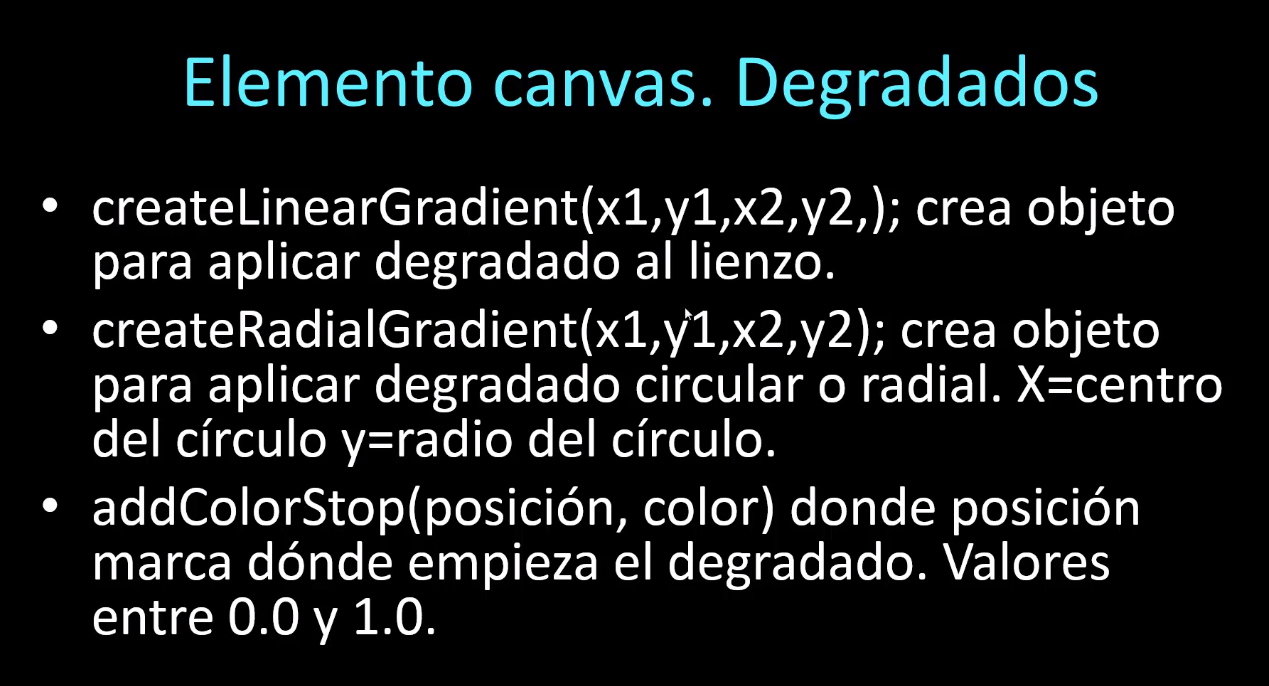 Elemento canvas. Degradados
• createLinearGradient(x1,y1,x2,y2,); crea objeto
para aplicar degradado al lienzo.
• createRadialGradient(x1,y1,x2,y2); crea objeto
para aplicar degradado circular o radial. X=centro
del círculo y=radio del círculo.
• addColorStop(posición, color) donde posición
marca dónde empieza el degradado. Valores
entre 0.0 y 1.0.